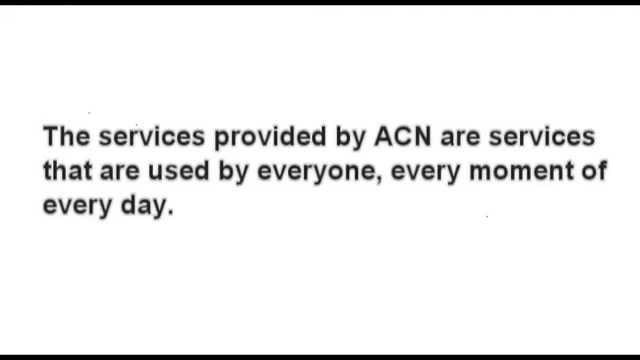 The services provided by ACN are services
that are used by everyone, every moment of
every day.